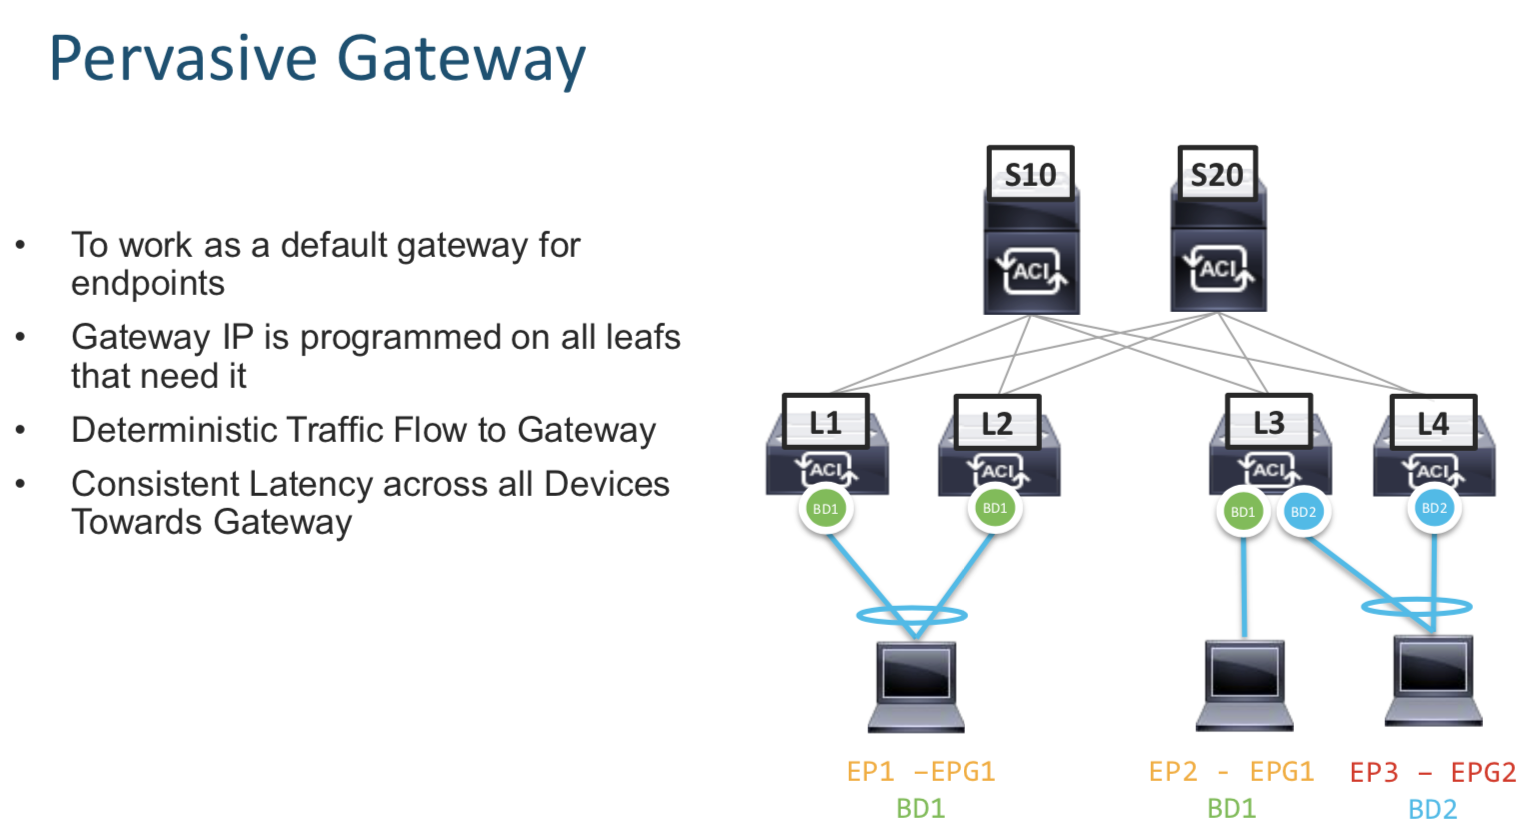 Pervasive Gateway
• To work as a default gateway for
endpoints
• Gateway IP is programmed on all leafs
that need it
• Deterministic Traffic Flow to Gateway
• Consistent Latency across all Devices
Towards Gateway
S10 S20
ACI ACI
L1 L2 L3 L4
ACI ACI ACI ACI
BD1 BD1 BD1 BD2 BD2
EP1 –EPG1 EP2 - EPG1 EP3 – EPG2
BD1 BD1 BD2